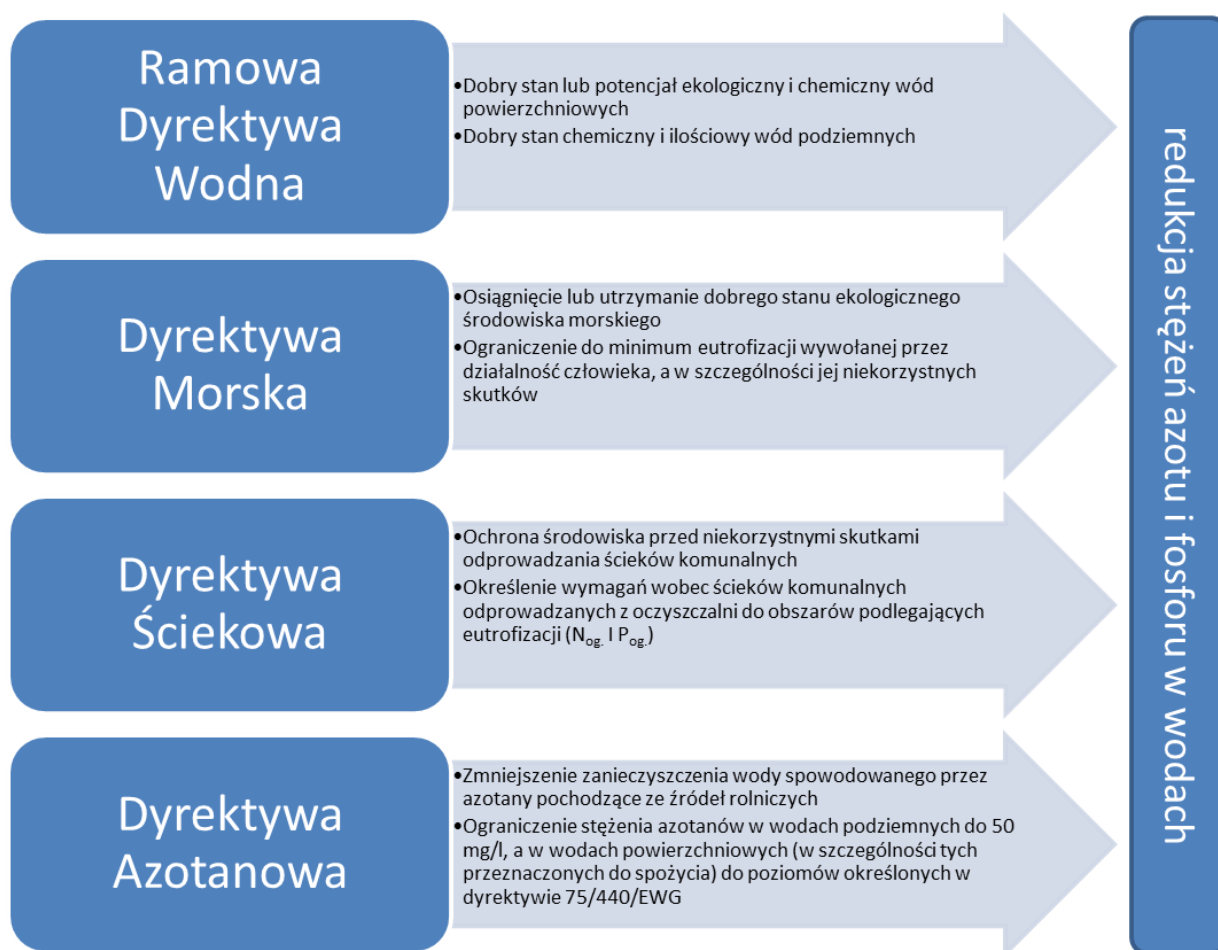 Ramowa
Dyrektywa
Wodna
•Dobry stan lub potencjał ekologiczny i chemiczny wód
powierzchniowych
•Dobry stan chemiczny i ilościowy wód podziemnych
Dyrektywa
Morska
•Osiągnięcie lub utrzymanie dobrego stanu ekologicznego
środowiska morskiego
•Ograniczenie do minimum eutrofizacji wywołanej przez
działalność człowieka, a w szczególności jej niekorzystnych
skutków
Dyrektywa
Ściekowa
•Ochrona środowiska przed niekorzystnymi skutkami
odprowadzania ścieków komunalnych
•Określenie wymagań wobec ścieków komunalnych
odprowadzanych z oczyszczalni do obszarów podlegających
eutrofizacji (Nog. I Pog.)
Dyrektywa
Azotanowa
•Zmniejszenie zanieczyszczenia wody spowodowanego przez
azotany pochodzące ze źródeł rolniczych
•Ograniczenie stężenia azotanów w wodach podziemnych do 50
mg/l, a w wodach powierzchniowych (w szczególności tych
przeznaczonych do spożycia) do poziomów określonych w
dyrektywie 75/440/EWG
redukcja stężeń azotu i fosforu w wodach